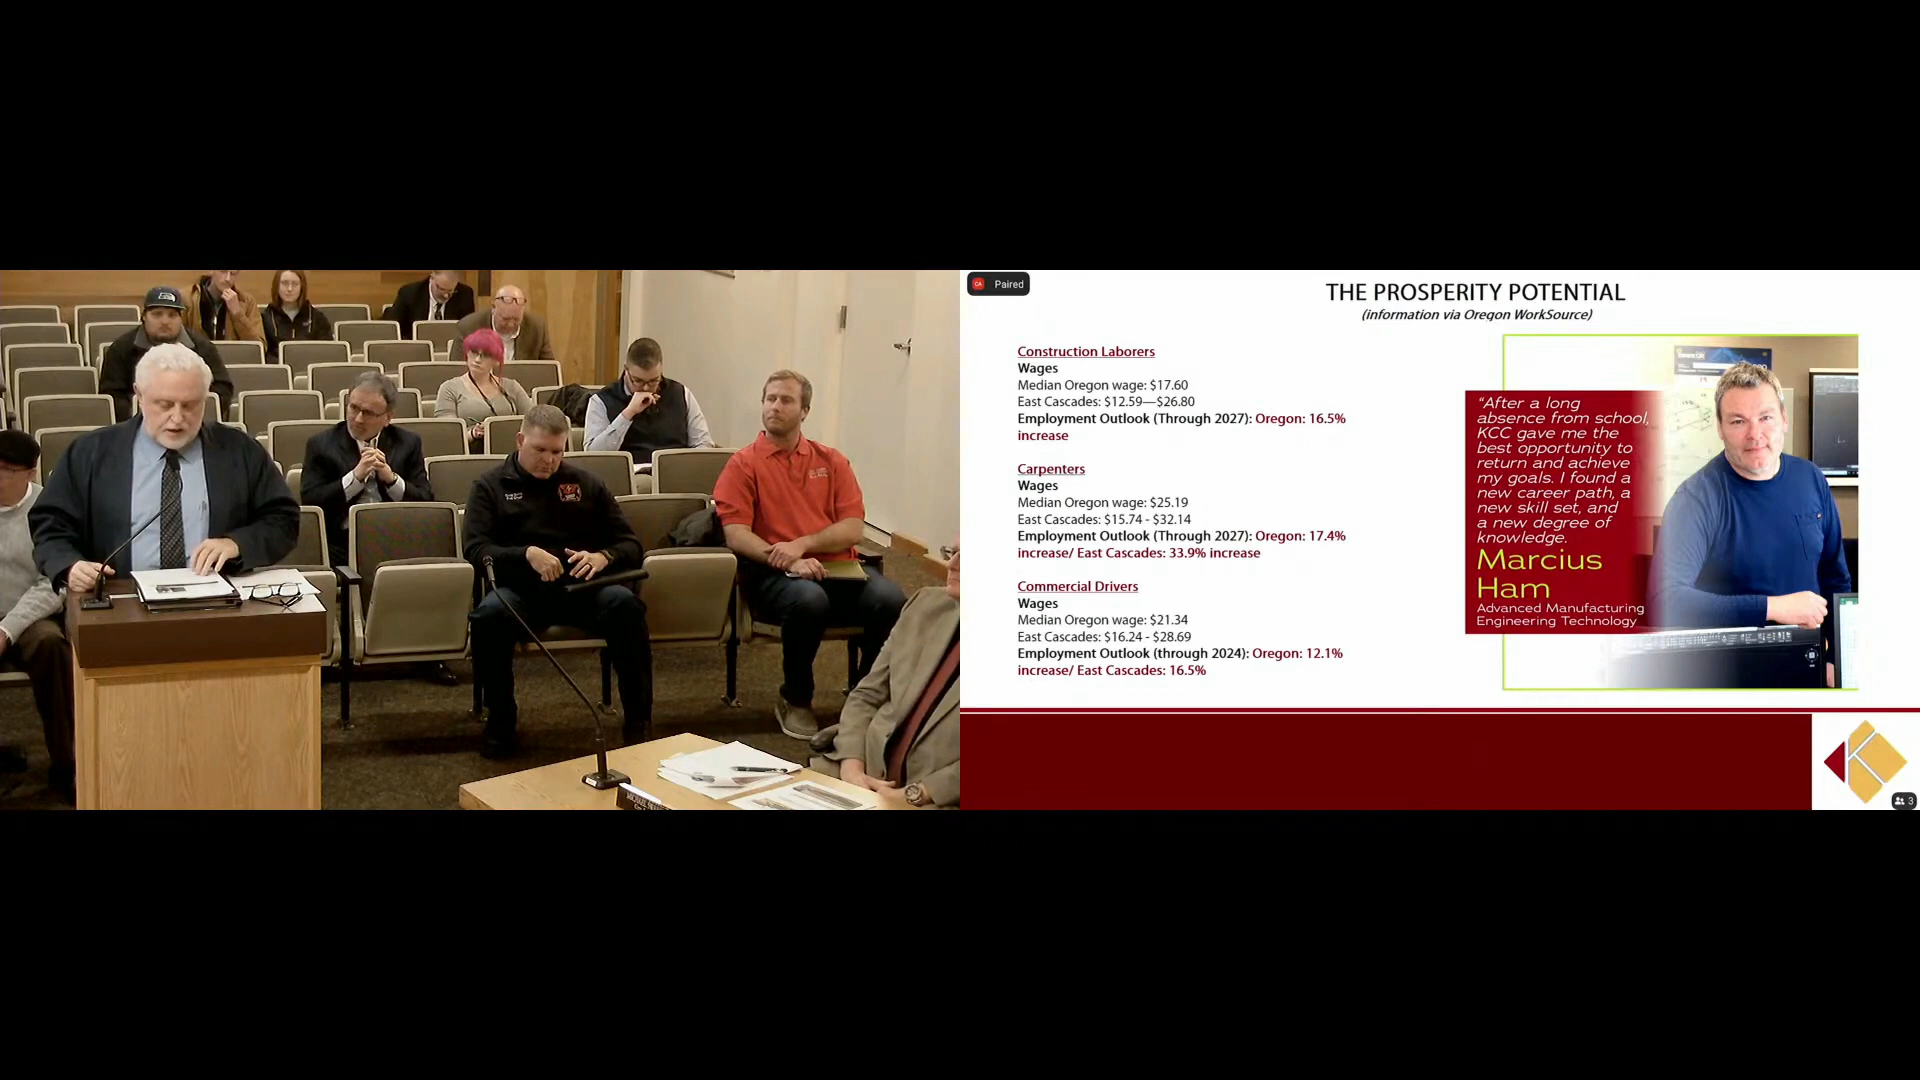 Paired
THE PROSPERITY POTENTIAL
(information via Oregon WorkSource)
Construction Laborers
Wages
Median Oregon wage: $17.60
East Cascades: $12.59—$26.80
Employment Outlook (Through 2027): Oregon: 16.5%
increase
Carpenters
Wages
Median Oregon wage: $25.19
East Cascades: $15.74 - $32.14
Employment Outlook (Through 2027): Oregon: 17.4%
increase/ East Cascades: 33.9% increase
Commercial Drivers
Wages
Median Oregon wage: $21.34
East Cascades: $16.24 - $28.69
Employment Outlook (through 2024): Oregon: 12.1%
increase/ East Cascades: 16.5%
“After a long
absence from school,
KCC gave me the
best opportunity to
return and achieve
my goals. I found a
new career path, a
new skill set, and
a new degree of
knowledge.
Marcius
Ham
Advanced Manufacturing
Engineering Technology
3
MICHAEL